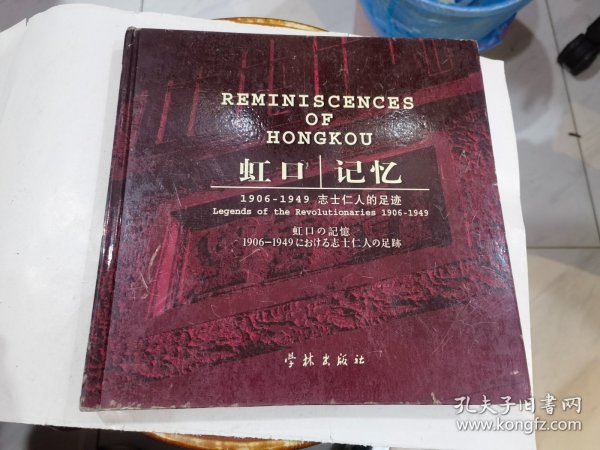 REMINISCENCES
OF
HONGKOU
虹口|记忆
1906-1949 志士仁人的足迹
Legends of the Revolutionaries 1906-1949
虹口の記憶
1906-1949における志士仁人の足跡
学林出版社
孔夫子旧书网
www.kongfz.com